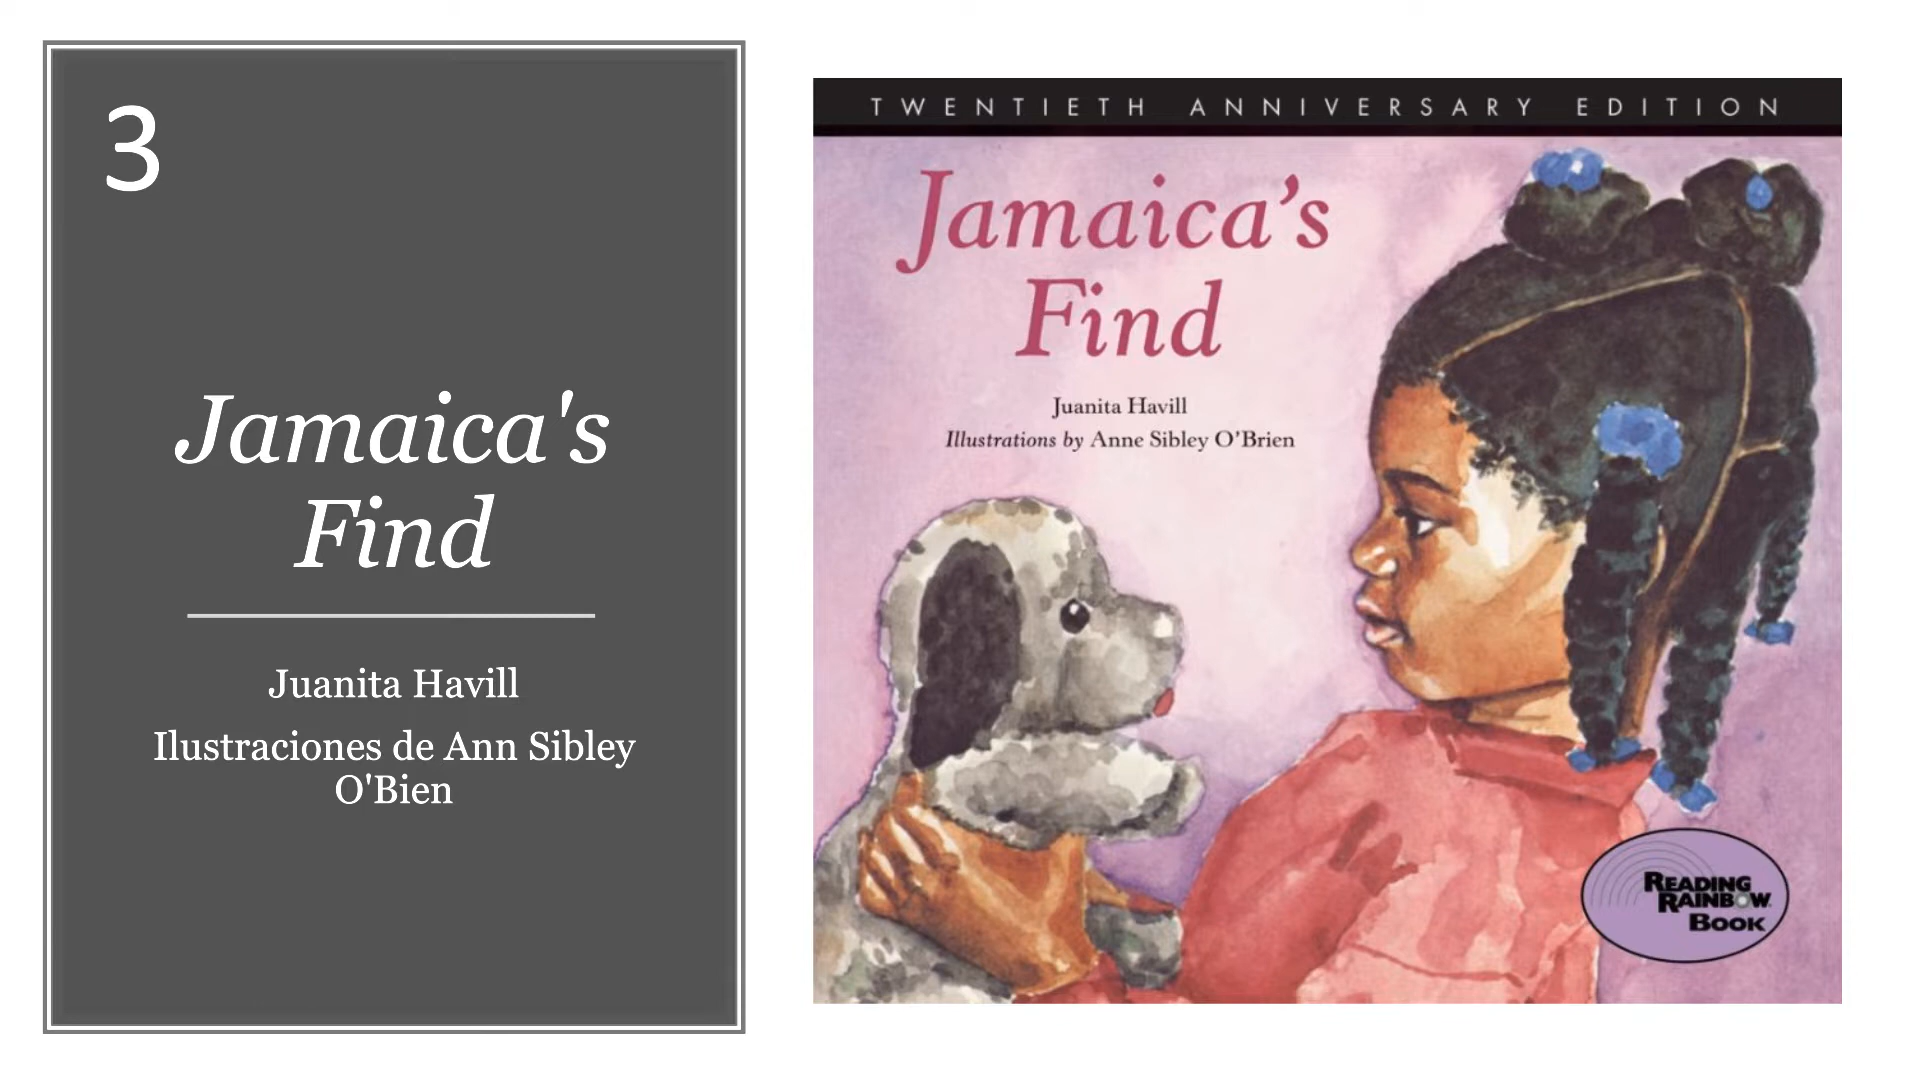 3
Jamaica's
Find
Juanita Havill
Ilustraciones de Ann Sibley
O'Bien
TWENTIETH ANNIVERSARY EDITION
Jamaica’s
Find
Juanita Havill
Illustrations by Anne Sibley O’Brien
READING
RAINBOW
BOOK